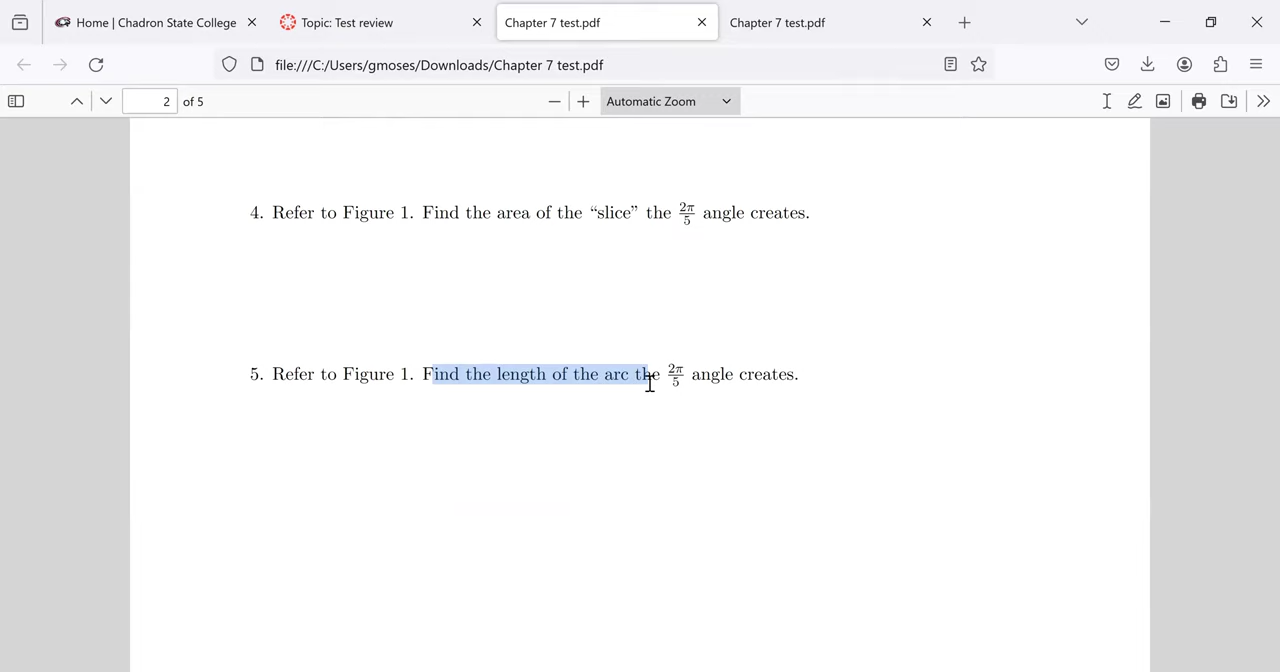 Home | Chadron State College
Topic: Test review
Chapter 7 test.pdf
Chapter 7 test.pdf
file:///C:/Users/gmoses/Downloads/Chapter 7 test.pdf
2 of 5
Automatic Zoom
4. Refer to Figure 1. Find the area of the “slice” the 2π/5 angle creates.
5. Refer to Figure 1. Find the length of the arc the 2π/5 angle creates.